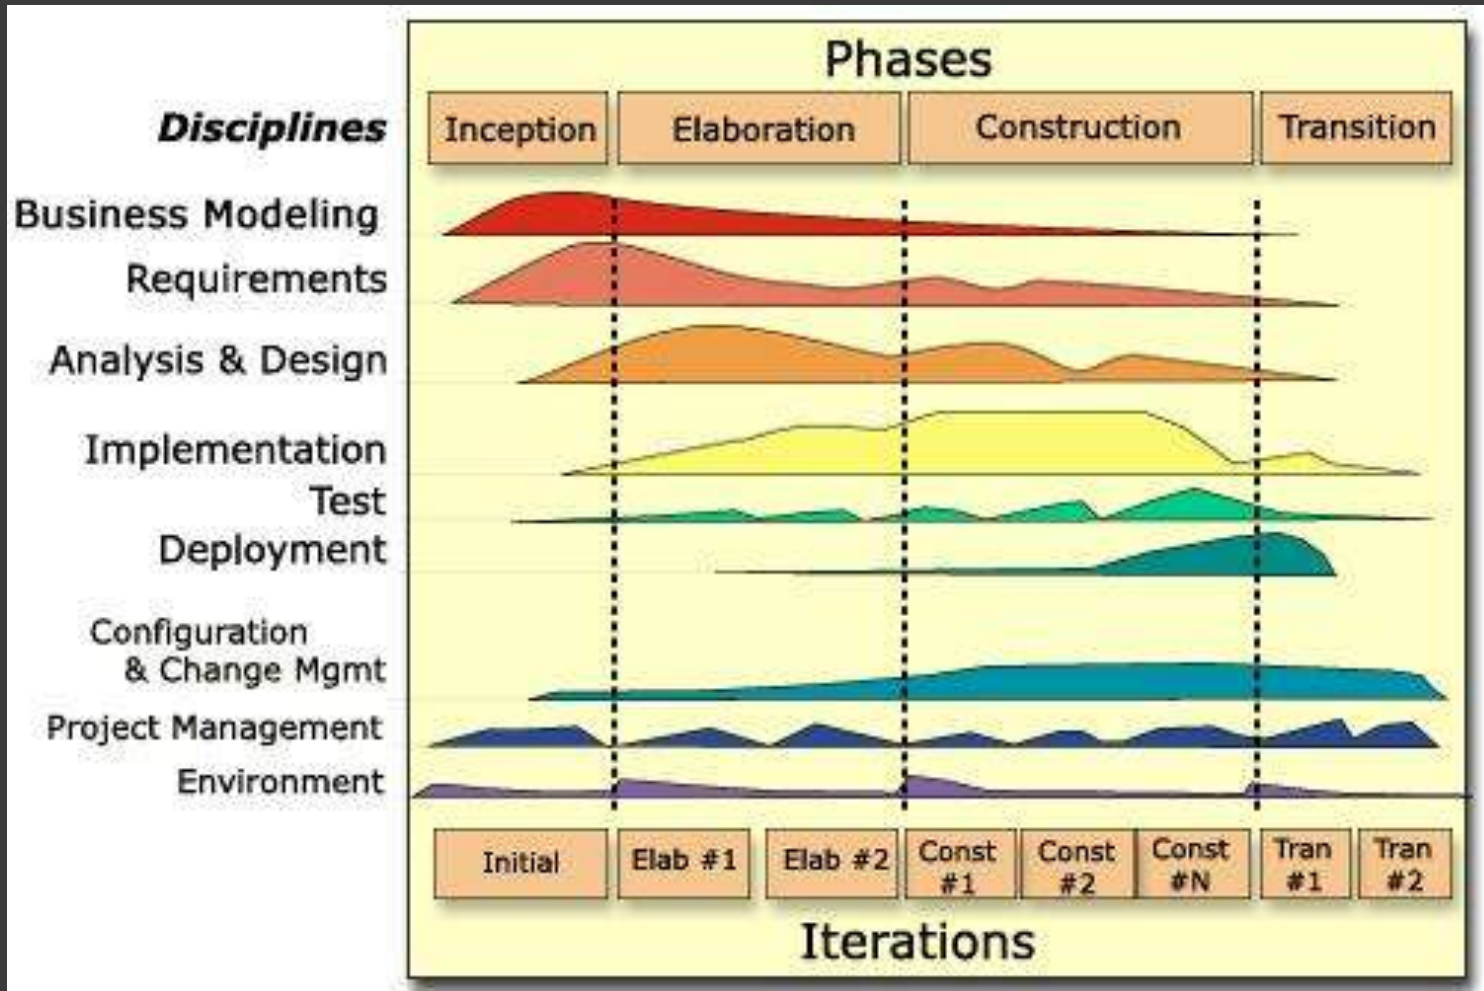 Phases
Disciplines
Inception
Elaboration
Construction
Transition
Business Modeling
Requirements
Analysis & Design
Implementation
Test
Deployment
Configuration
& Change Mgmt
Project Management
Environment
Initial
Elab #1
Elab #2
Const
#1
Const
#2
Const
#N
Tran
#1
Tran
#2
Iterations